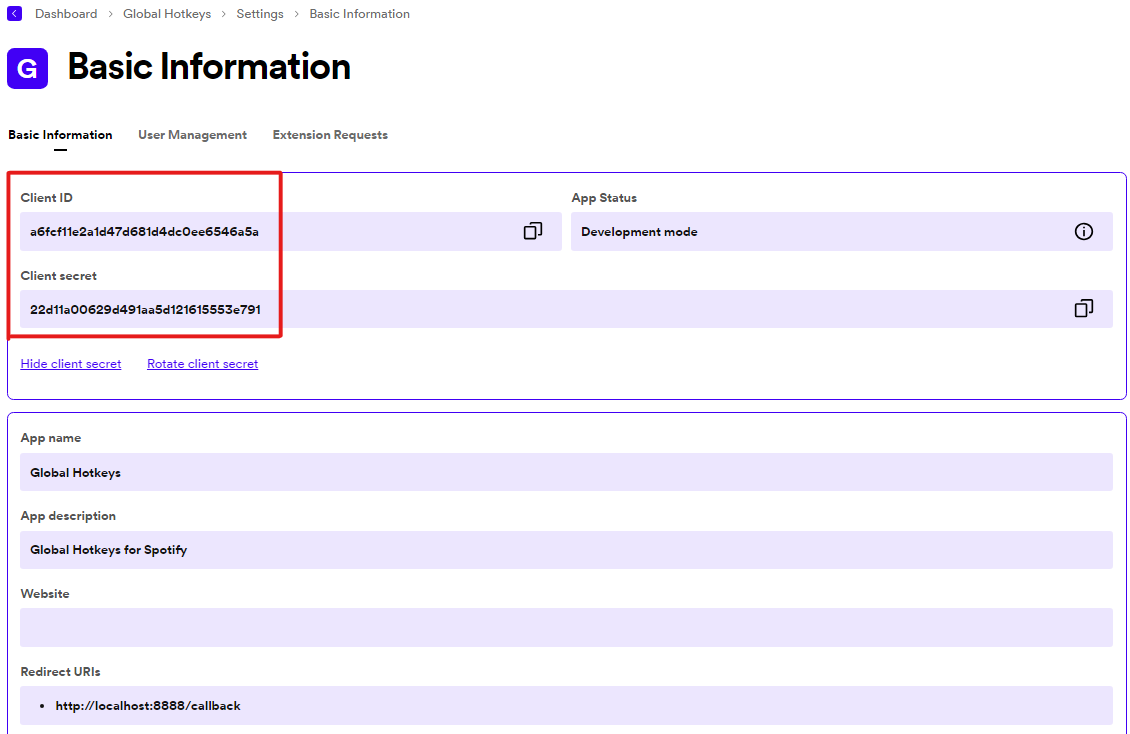 Dashboard > Global Hotkeys > Settings > Basic Information
G Basic Information
Basic Information User Management Extension Requests
Client ID App Status
a6fcf11e2a1d47d681d4dc0ee6546a5a Development mode
Client secret
22d11a00629d491aa5d121615553e791
Hide client secret Rotate client secret
App name
Global Hotkeys
App description
Global Hotkeys for Spotify
Website
Redirect URIs
• http://localhost:8888/callback